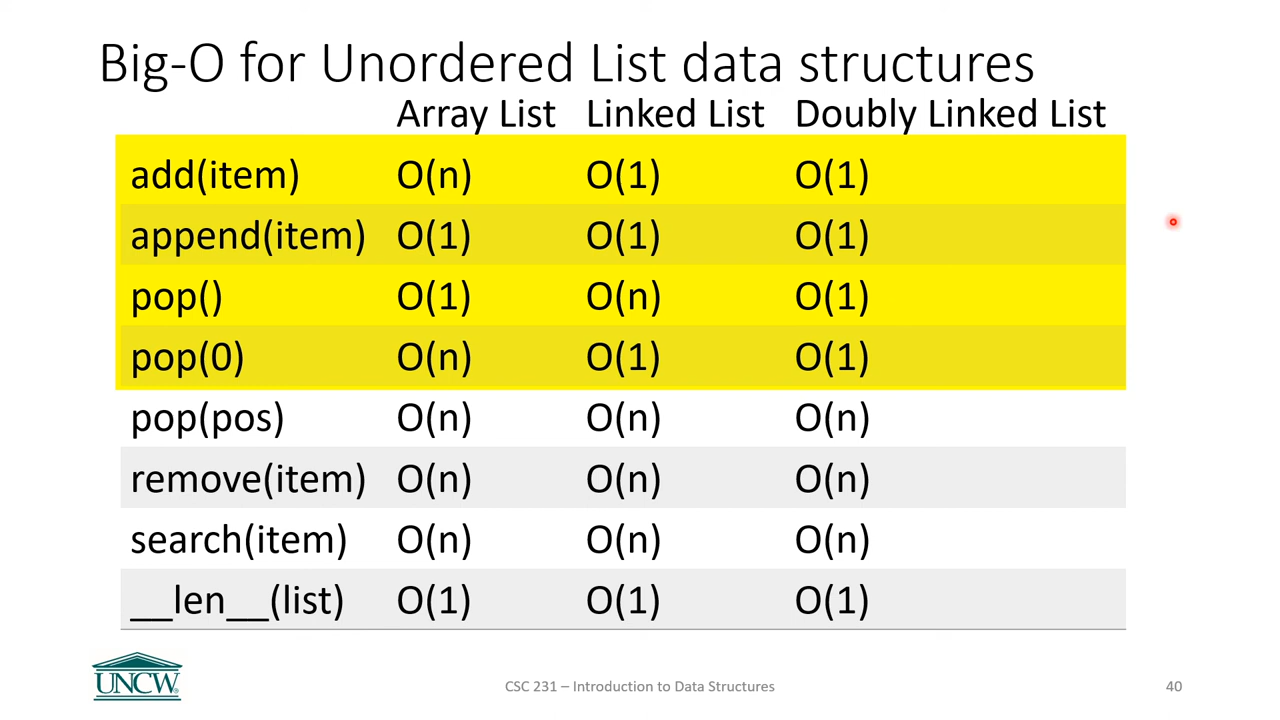 Big-O for Unordered List data structures
Array List Linked List Doubly Linked List
add(item) O(n) O(1) O(1)
append(item) O(1) O(1) O(1)
pop() O(1) O(n) O(1)
pop(0) O(n) O(1) O(1)
pop(pos) O(n) O(n) O(n)
remove(item) O(n) O(n) O(n)
search(item) O(n) O(n) O(n)
__len__(list) O(1) O(1) O(1)
UNCW
CSC 231 – Introduction to Data Structures
40